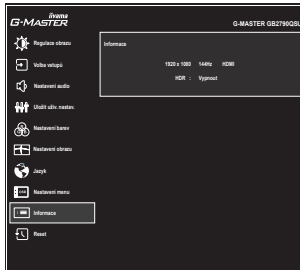 iiyama
G-MASTER
G-MASTER GB2790QSU
Regulace obrazu
Volba vstupů
Nastavení audio
Uložit uživ. nastav.
Nastavení barev
Nastavení obrazu
Jazyk
OSD
Nastavení menu
Informace
Reset
Informace
1920 x 1080 144Hz HDMI
HDR : Vypnout